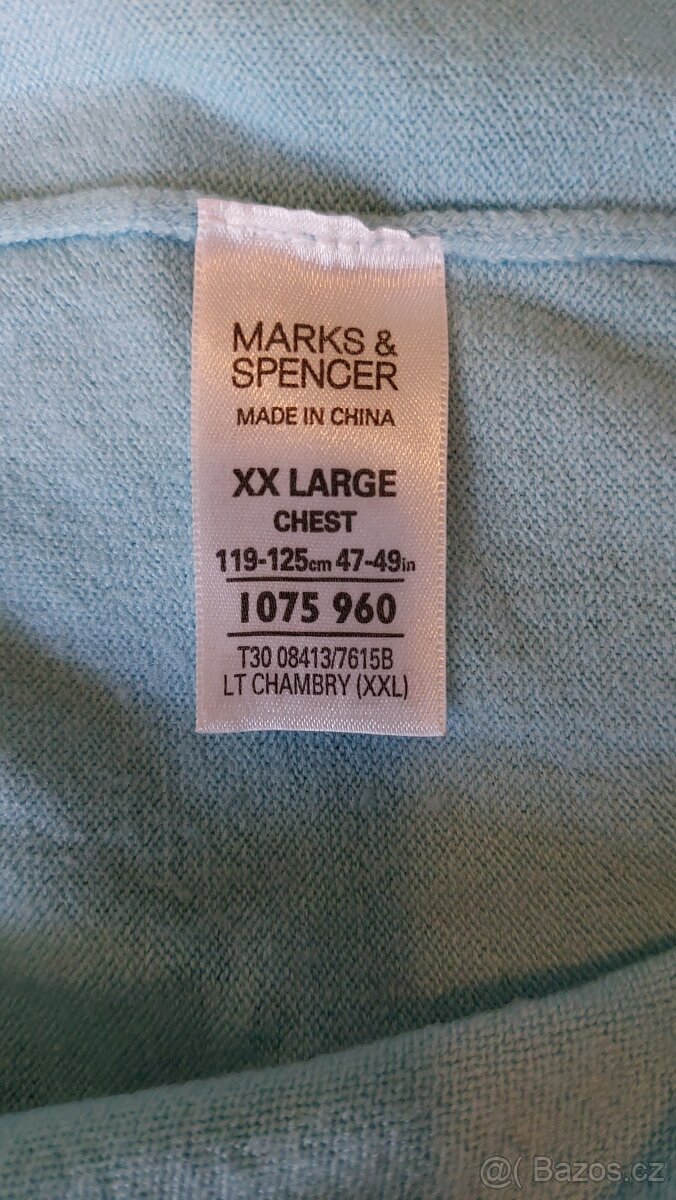 MARKS &
SPENCER
MADE IN CHINA
XX LARGE
CHEST
119-125cm 47-49in
1075 960
T30 08413/7615B
LT CHAMBRY (XXL)
@( Bazos.cz